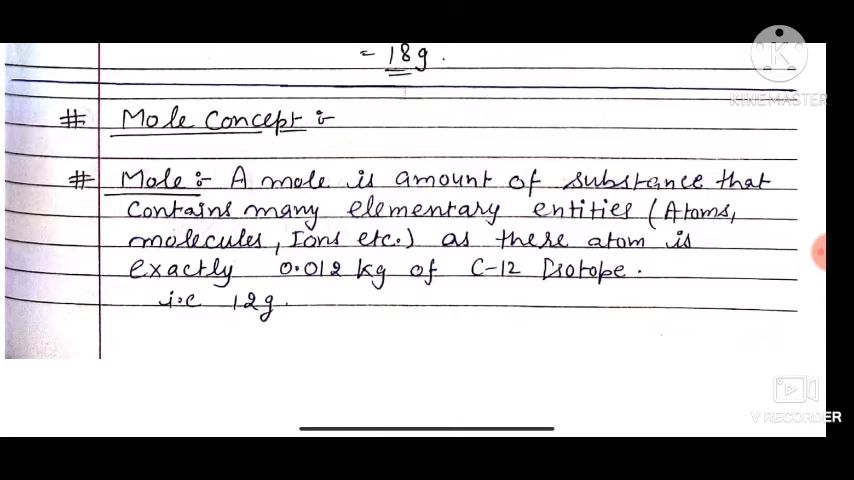 = 18g.
KINEMASTER
# Mole Concept :-
# Mole :- A mole is amount of substance that
contains many elementary entities (Atoms,
molecules, Ions etc.) as there atom is
exactly 0.012 kg of C-12 Isotope.
i.e 12g.
V RECORDER